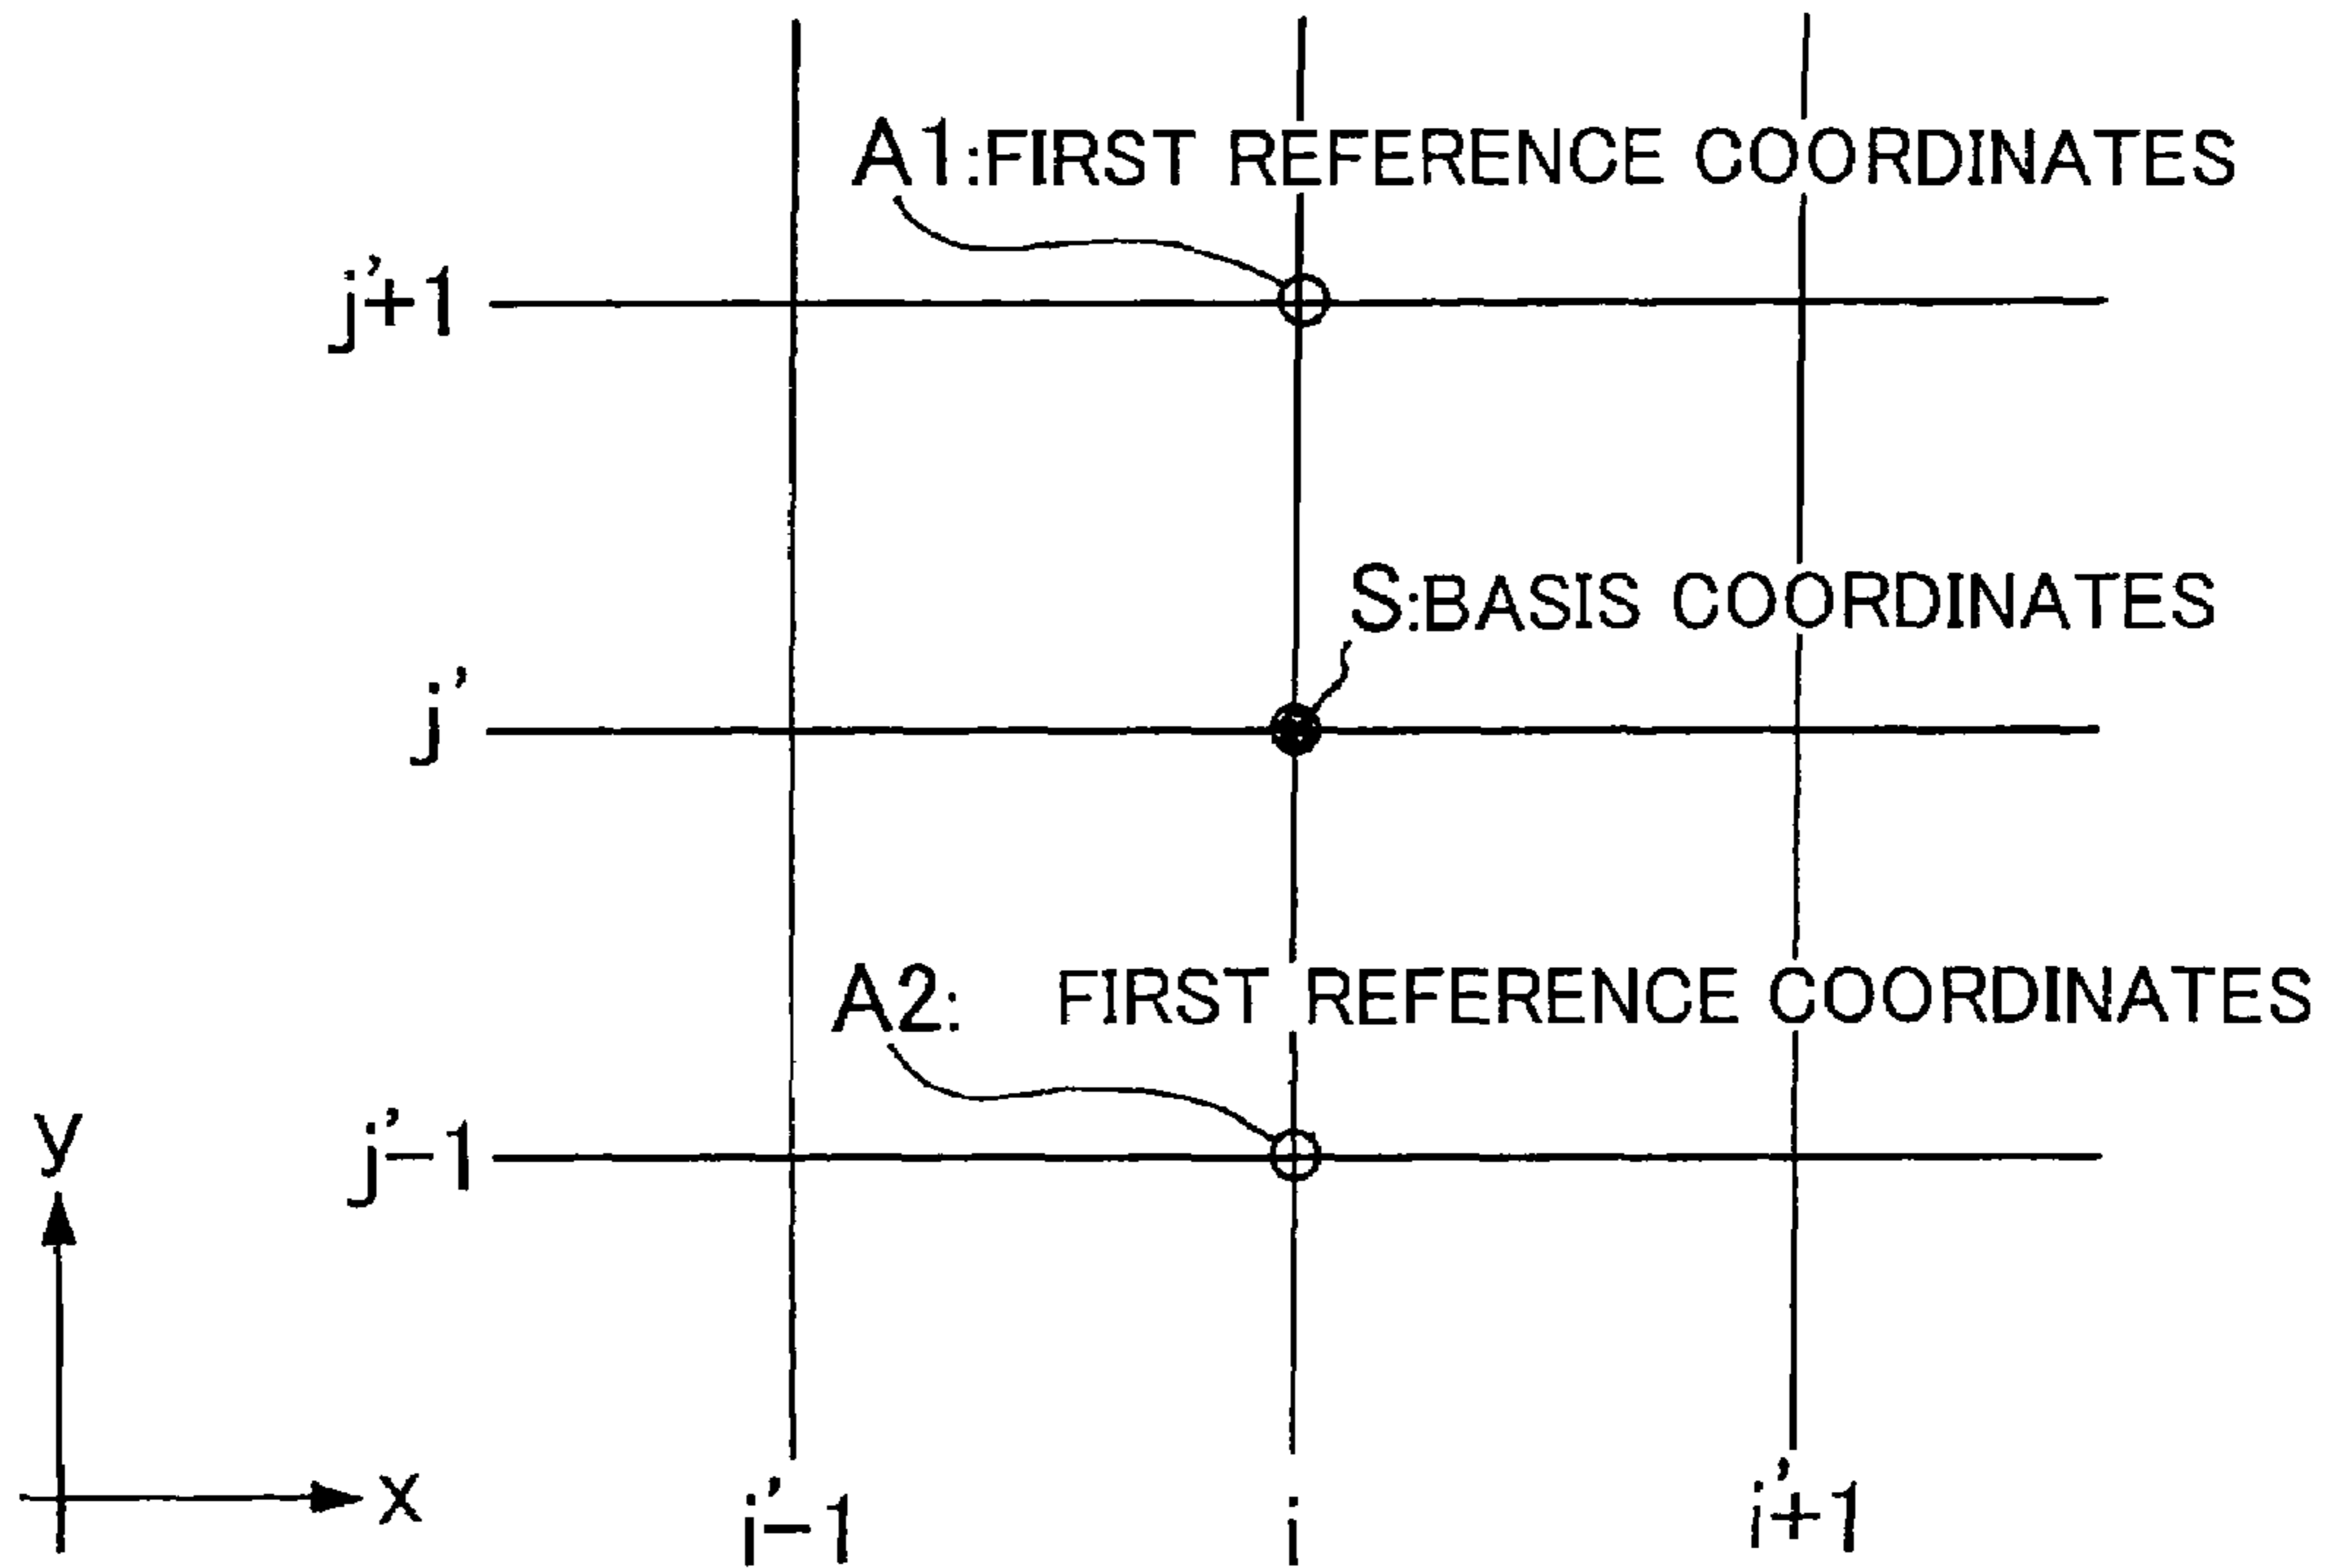 A1:FIRST REFERENCE COORDINATES
j'+1
S:BASIS COORDINATES
j'
A2: FIRST REFERENCE COORDINATES
j'-1
y
x
i'-1
i
i'+1